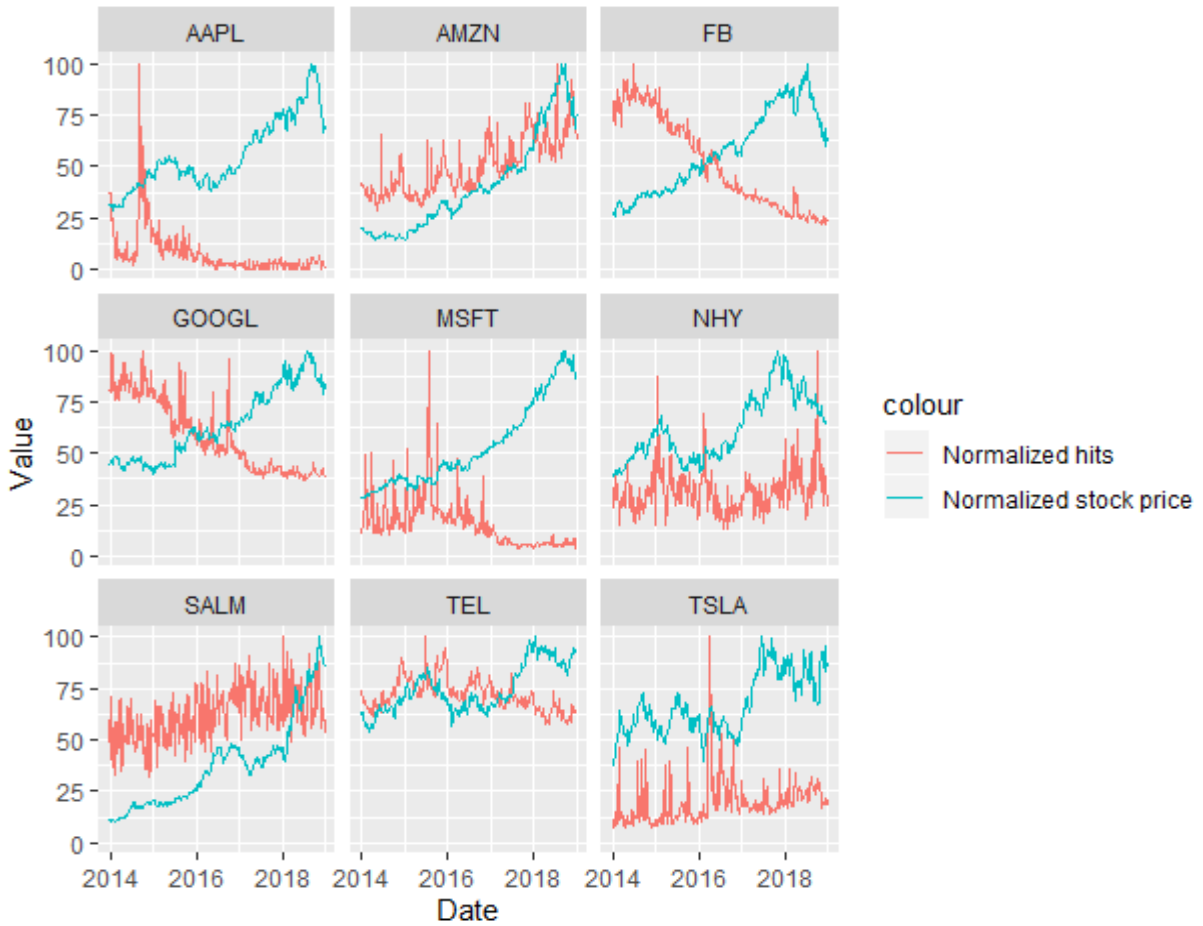 AAPL AMZN FB
100
75
50
25
0
GOOGL MSFT NHY
100
75
50
25
0
SALM TEL TSLA
100
75
50
25
0
2014 2016 2018 2014 2016 2018 2014 2016 2018
Date
Value
colour
Normalized hits
Normalized stock price